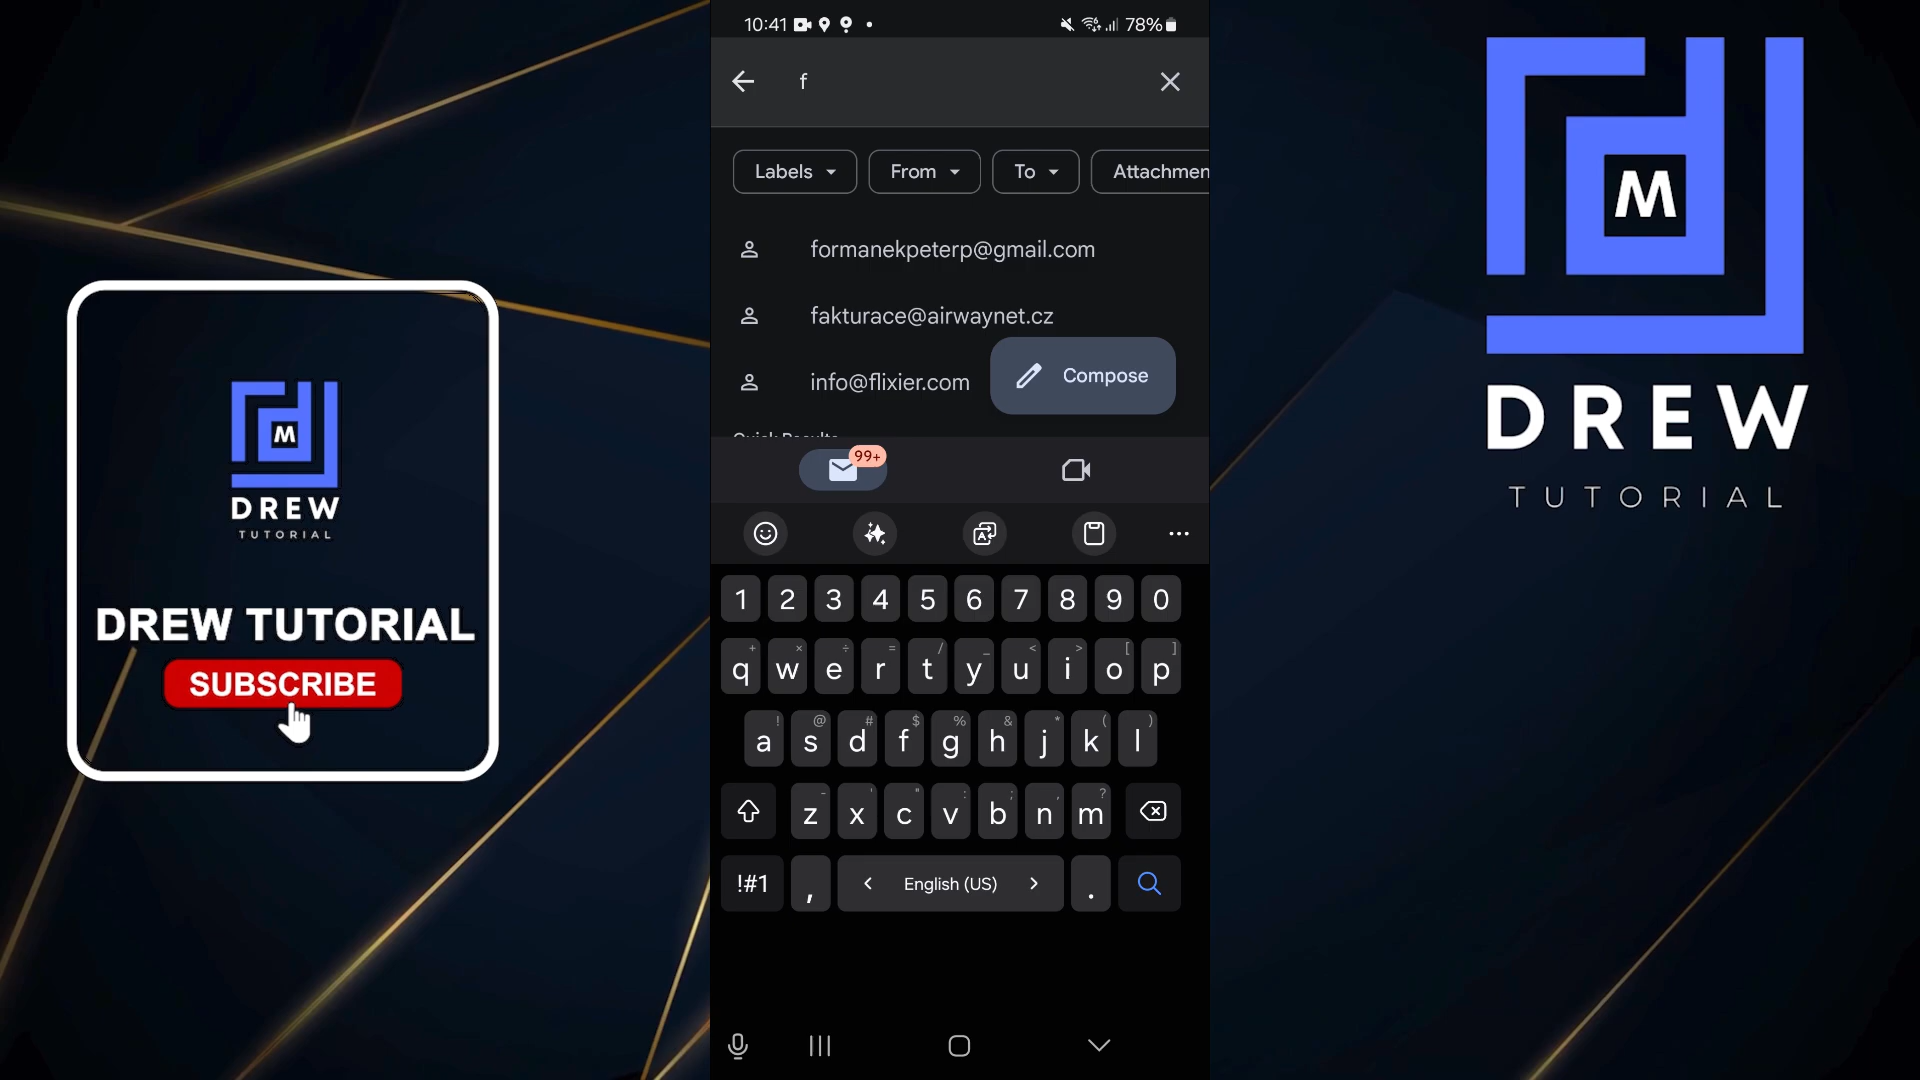 10:41 78%
f
Labels From To Attachmen
formanekpeterp@gmail.com
fakturace@airwaynet.cz
info@flixier.com
Compose
Quick Results
99+
1 2 3 4 5 6 7 8 9 0
+ × ÷ = / _ < > [ ]
q w e r t y u i o p
! @ # $ % & * ( )
a s d f g h j k l
- ' " : ; , ?
z x c v b n m
!#1 , < English (US) > .
M
DREW
TUTORIAL
DREW TUTORIAL
SUBSCRIBE
M
DREW
TUTORIAL